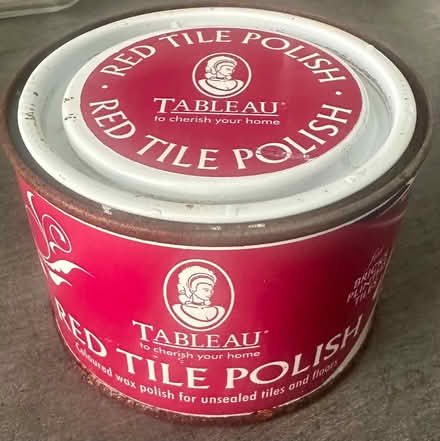 · RED TILE POLISH ·
TABLEAU®
to cherish your home
RED TILE POLISH
TABLEAU®
to cherish your home
RED TILE POLISH
Coloured wax polish for unsealed tiles and floors
for